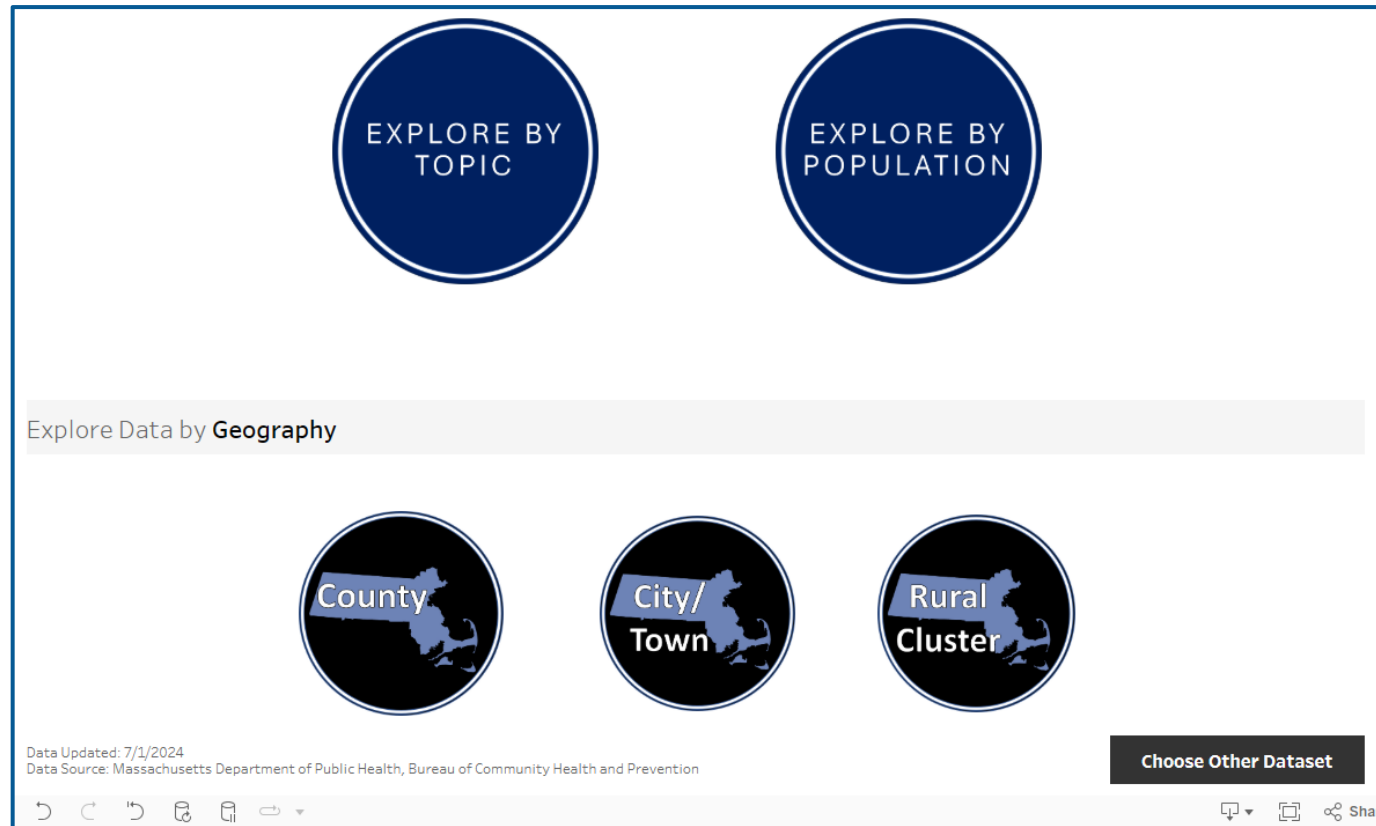 EXPLORE BY
TOPIC
EXPLORE BY
POPULATION
Explore Data by Geography
County
City/
Town
Rural
Cluster
Data Updated: 7/1/2024
Data Source: Massachusetts Department of Public Health, Bureau of Community Health and Prevention
Choose Other Dataset
Sha